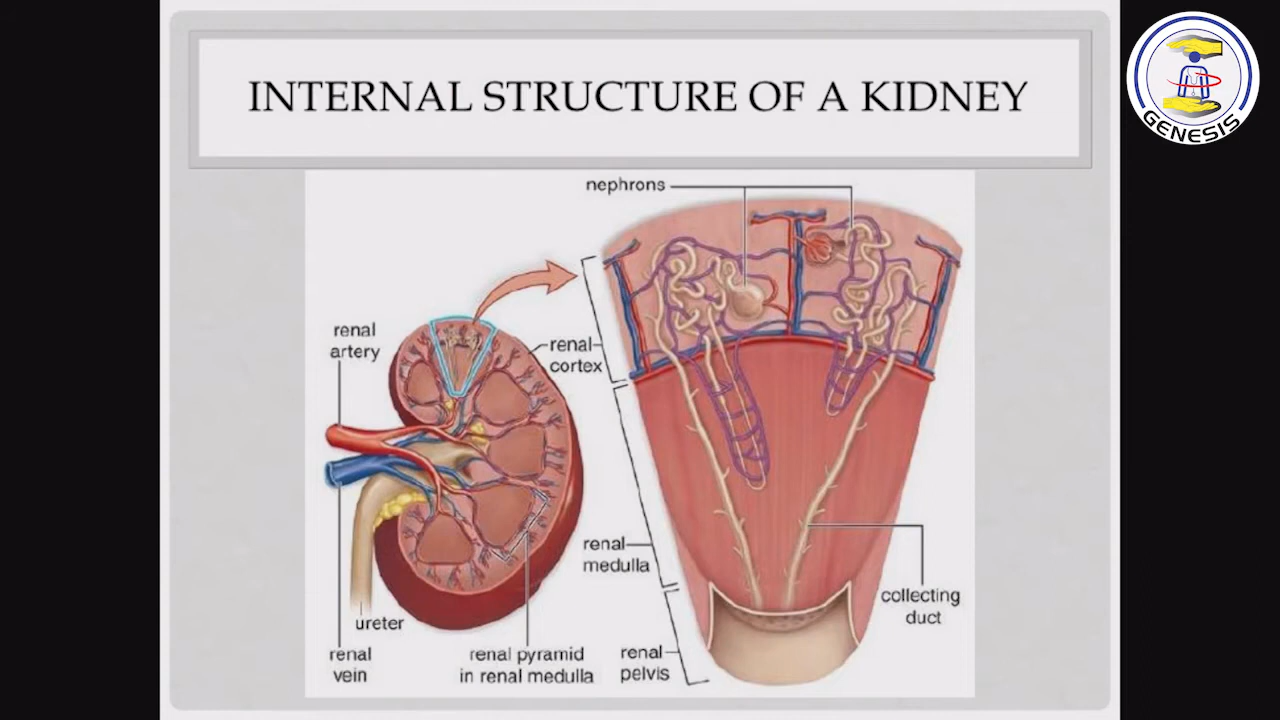 INTERNAL STRUCTURE OF A KIDNEY
GENESIS
nephrons
renal
artery
renal
cortex
renal
medulla
collecting
duct
ureter
renal
vein
renal pyramid
in renal medulla
renal
pelvis